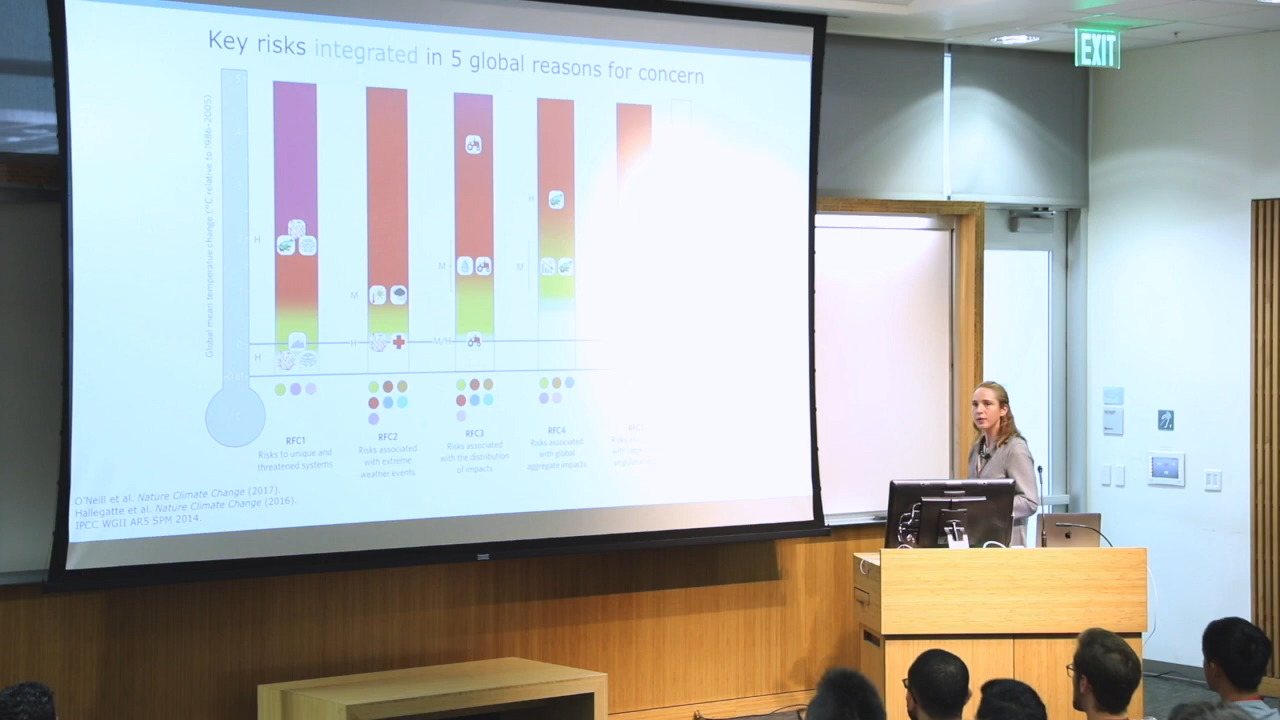 Key risks integrated in 5 global reasons for concern
EXIT
Global mean temperature change (°C relative to 1986–2005)
H
M
H
H
M
M/H
M
H
RFC1
Risks to unique and
threatened systems
RFC2
Risks associated
with extreme
weather events
RFC3
Risks associated
with the distribution
of impacts
RFC4
Risks associated
with global
aggregate impacts
O'Neill et al. Nature Climate Change (2017).
Hallegatte et al. Nature Climate Change (2016).
IPCC WGII AR5 SPM 2014.